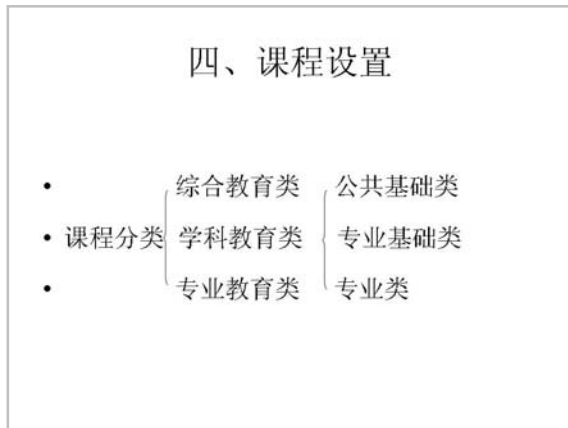 四、课程设置
• 综合教育类 公共基础类
• 课程分类 学科教育类 专业基础类
• 专业教育类 专业类